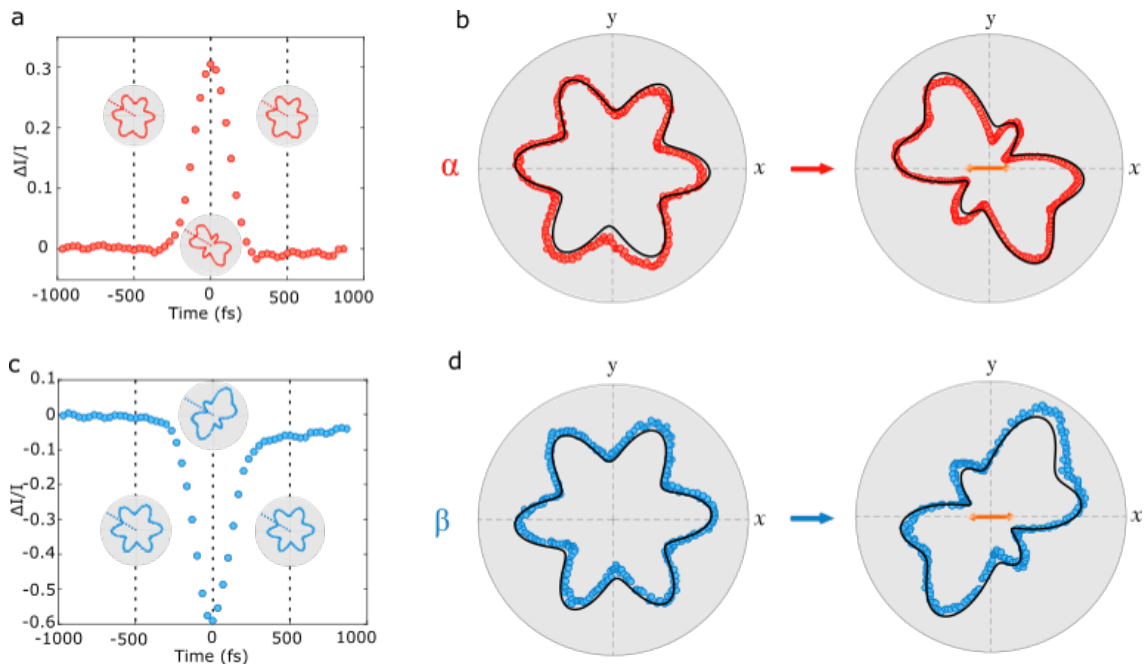 a
ΔI/I
0.3
0.2
0.1
0
-1000
-500
0
500
1000
Time (fs)
b
y
α
x
y
x
c
ΔI/I
0.1
0
-0.1
-0.2
-0.3
-0.4
-0.5
-0.6
-1000
-500
0
500
1000
Time (fs)
d
y
β
x
y
x